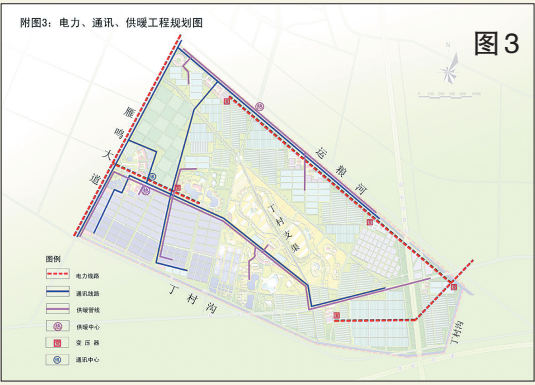 附图3：电力、通讯、供暖工程规划图
图3
N
雁鸣大道
运粮河
丁村支渠
丁村沟
丁村沟
图例
电力线路
通讯线路
供暖管线
供暖中心
变压器
通讯中心